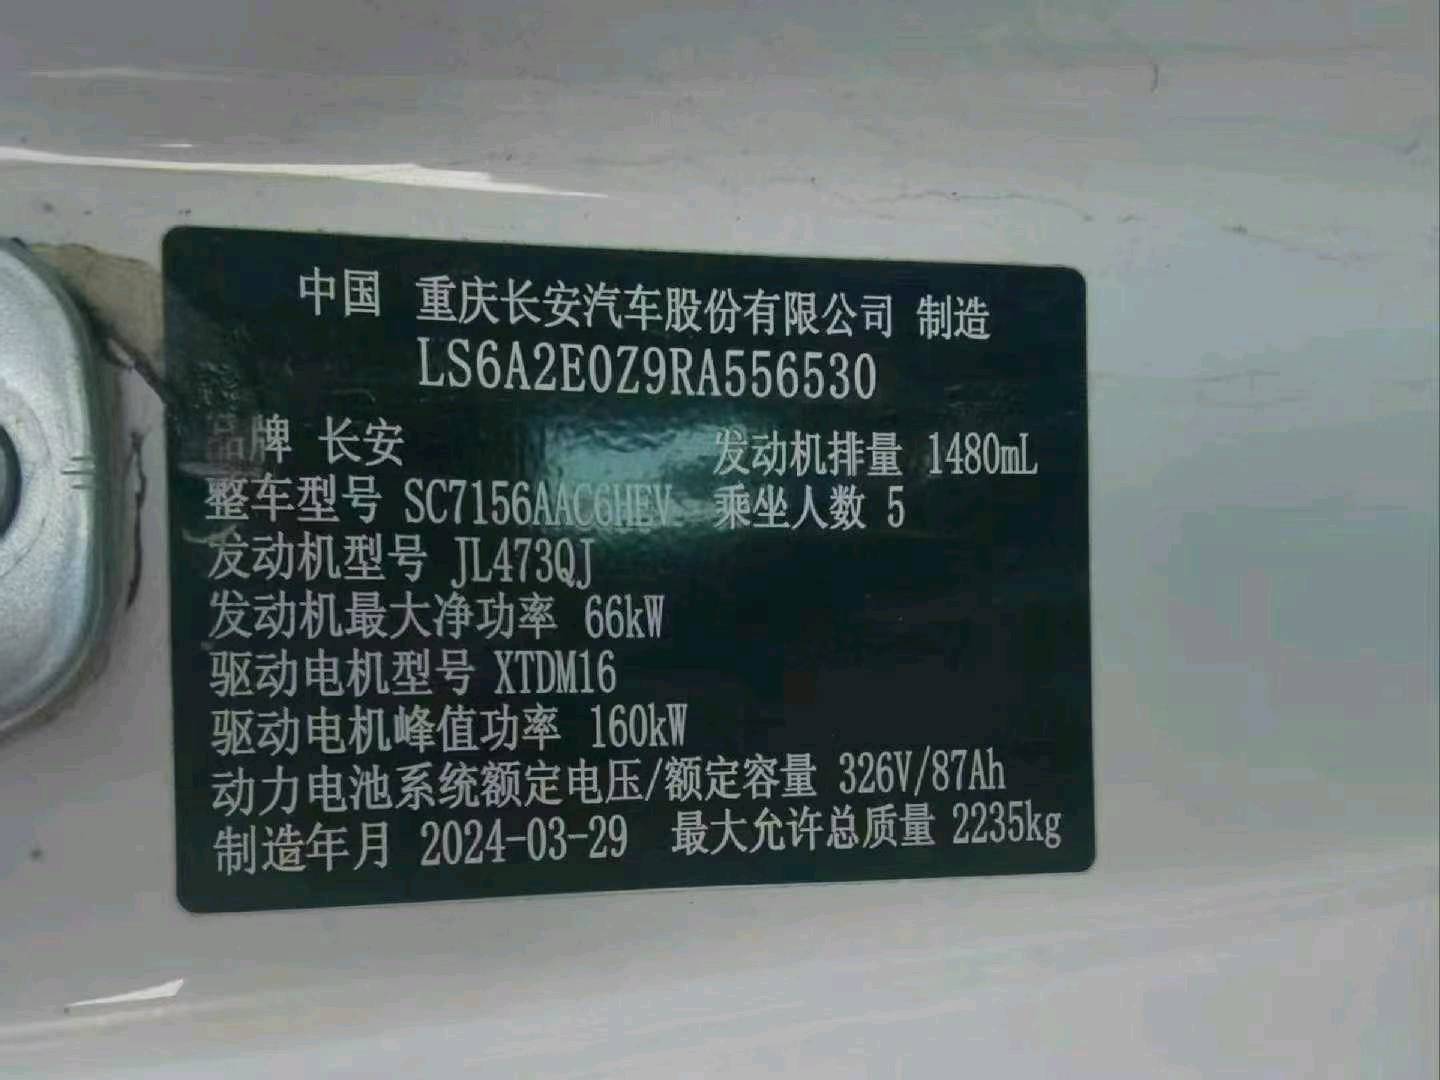 中国 重庆长安汽车股份有限公司 制造
LS6A2E0Z9RA556530
品牌 长安 发动机排量 1480mL
整车型号 SC7156AAC6HEV 乘坐人数 5
发动机型号 JL473QJ
发动机最大净功率 66kW
驱动电机型号 XTDM16
驱动电机峰值功率 160kW
动力电池系统额定电压/额定容量 326V/87Ah
制造年月 2024-03-29 最大允许总质量 2235kg